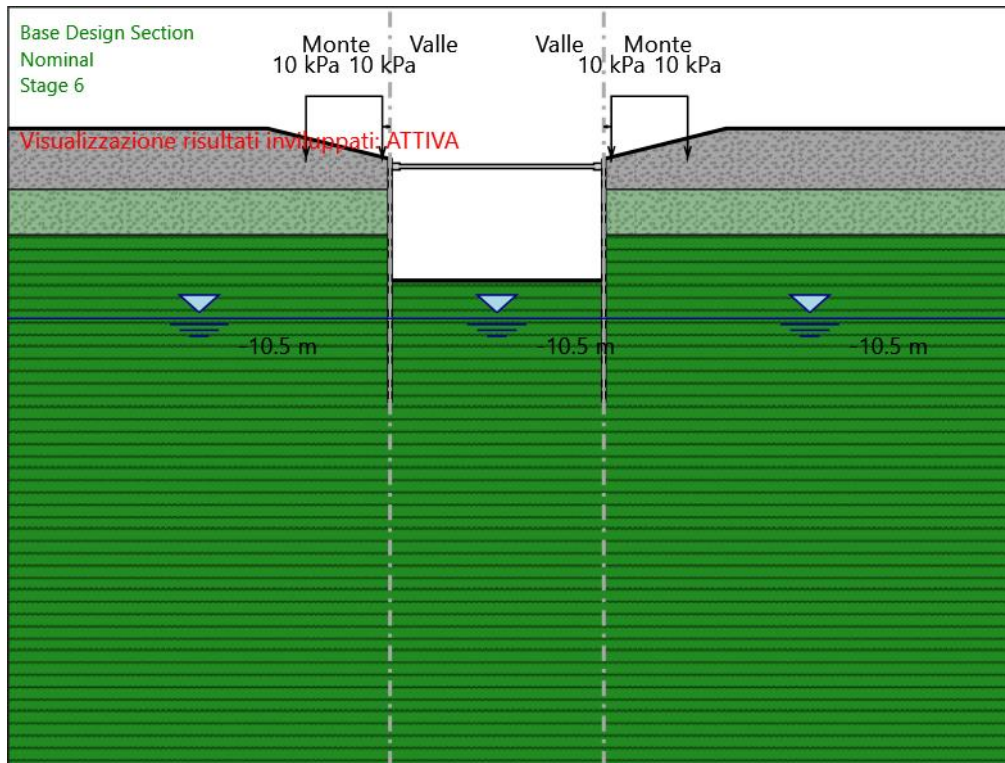 Base Design Section
Nominal
Stage 6
Monte Valle Valle Monte
10 kPa 10 kPa 10 kPa 10 kPa
Visualizzazione risultati inviluppati: ATTIVA
-10.5 m -10.5 m -10.5 m